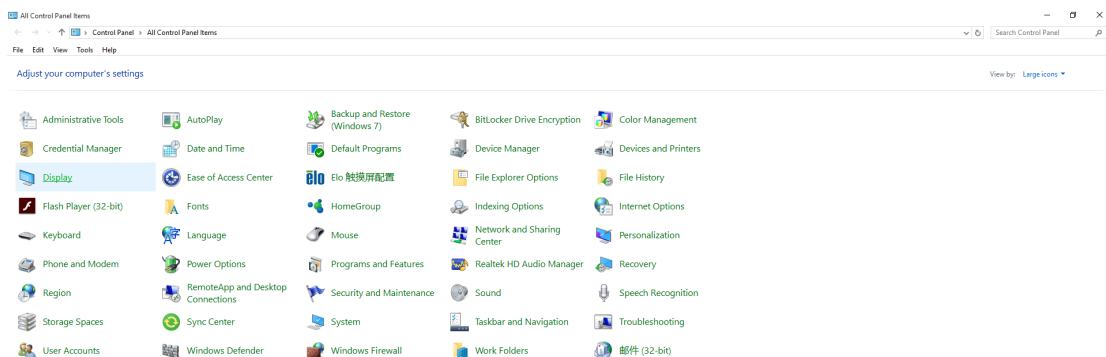 All Control Panel Items
Control Panel > All Control Panel Items
Search Control Panel
File Edit View Tools Help
Adjust your computer's settings
View by: Large icons
Administrative Tools
AutoPlay
Backup and Restore
(Windows 7)
BitLocker Drive Encryption
Color Management
Credential Manager
Date and Time
Default Programs
Device Manager
Devices and Printers
Display
Ease of Access Center
elo
Elo 触摸屏配置
File Explorer Options
File History
Flash Player (32-bit)
Fonts
HomeGroup
Indexing Options
Internet Options
Keyboard
Language
Mouse
Network and Sharing
Center
Personalization
Phone and Modem
Power Options
Programs and Features
Realtek HD Audio Manager
Recovery
Region
RemoteApp and Desktop
Connections
Security and Maintenance
Sound
Speech Recognition
Storage Spaces
Sync Center
System
Taskbar and Navigation
Troubleshooting
User Accounts
Windows Defender
Windows Firewall
Work Folders
邮件 (32-bit)